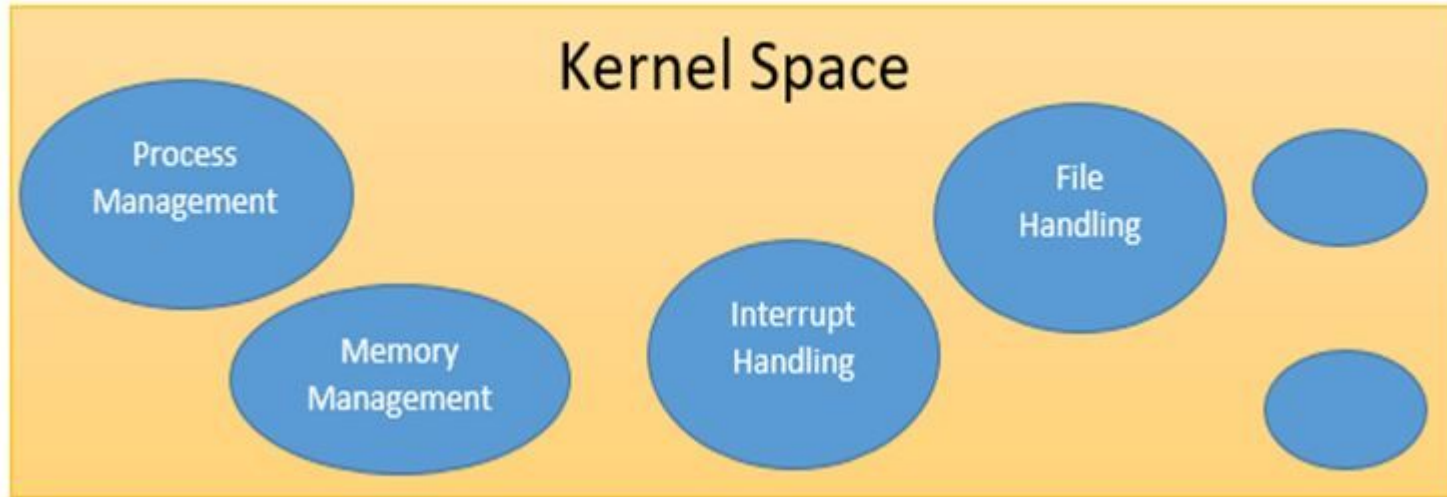 Kernel Space
Process
Management
Memory
Management
Interrupt
Handling
File
Handling